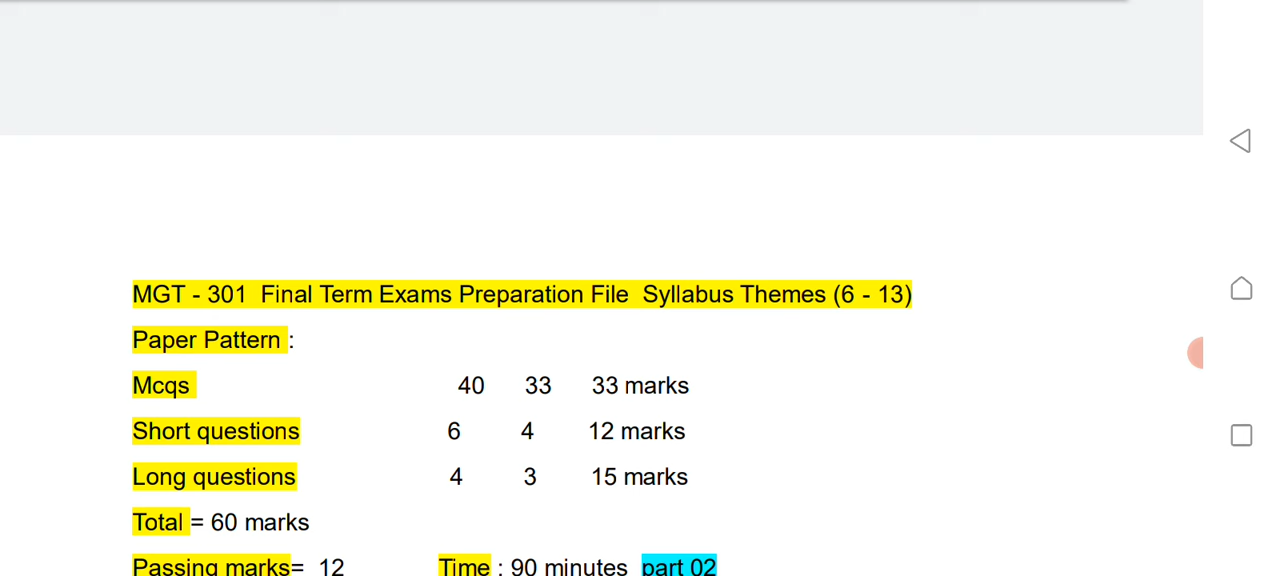 MGT - 301 Final Term Exams Preparation File Syllabus Themes (6 - 13)
Paper Pattern :
Mcqs 40 33 33 marks
Short questions 6 4 12 marks
Long questions 4 3 15 marks
Total = 60 marks
Passing marks= 12 Time : 90 minutes part 02